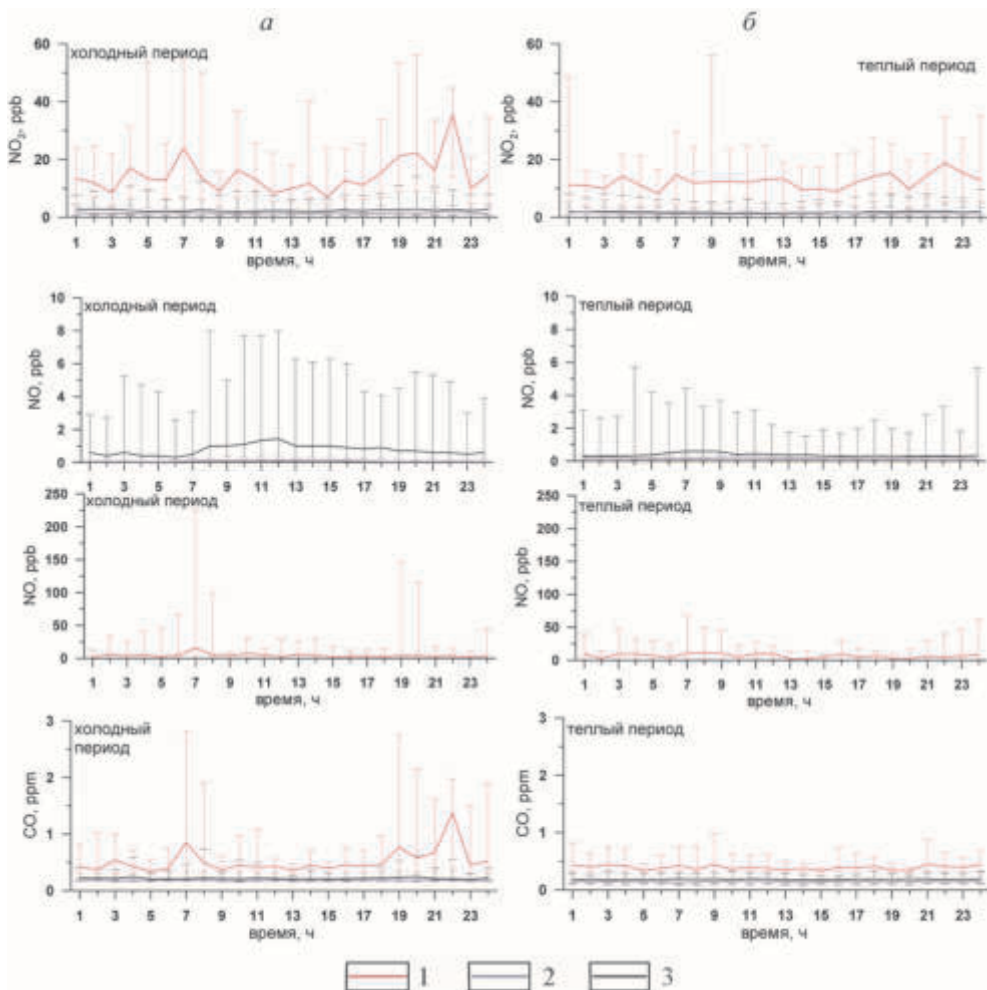 а б
холодный период теплый период
NO₂, ppb NO₂, ppb
60 60
40 40
20 20
0 0
1 3 5 7 9 11 13 15 17 19 21 23 1 3 5 7 9 11 13 15 17 19 21 23
время, ч время, ч
холодный период теплый период
NO, ppb NO, ppb
10 10
8 8
6 6
4 4
2 2
0 0
1 3 5 7 9 11 13 15 17 19 21 23 1 3 5 7 9 11 13 15 17 19 21 23
время, ч время, ч
холодный период теплый период
NO, ppb NO, ppb
250 250
200 200
150 150
100 100
50 50
0 0
1 3 5 7 9 11 13 15 17 19 21 23 1 3 5 7 9 11 13 15 17 19 21 23
время, ч время, ч
холодный
период теплый период
CO, ppm CO, ppm
3 3
2 2
1 1
0 0
1 3 5 7 9 11 13 15 17 19 21 23 1 3 5 7 9 11 13 15 17 19 21 23
время, ч время, ч
1 2 3